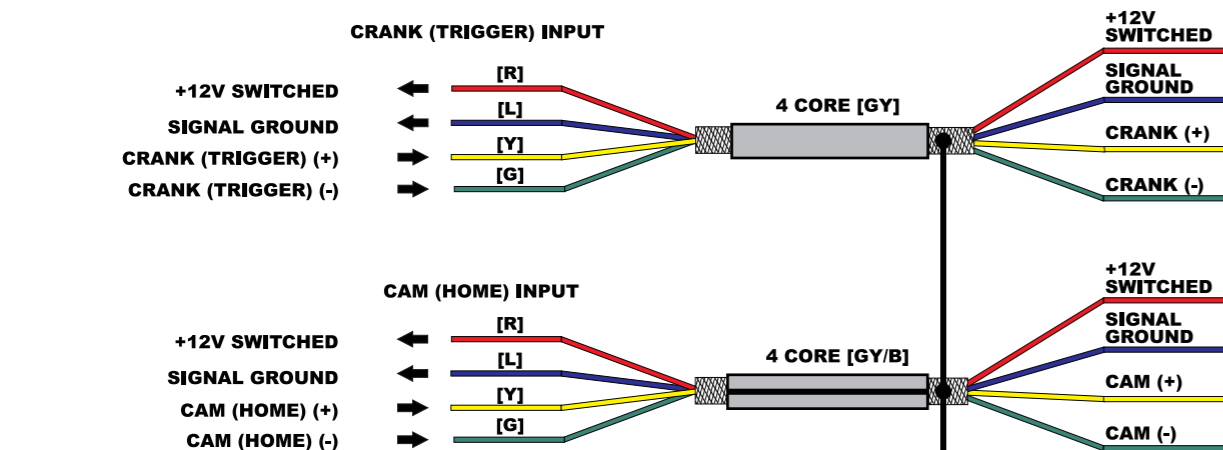 CRANK (TRIGGER) INPUT
+12V SWITCHED
[R]
SIGNAL GROUND
[L]
CRANK (TRIGGER) (+)
[Y]
CRANK (TRIGGER) (-)
[G]
4 CORE [GY]
+12V
SWITCHED
SIGNAL
GROUND
CRANK (+)
CRANK (-)
CAM (HOME) INPUT
+12V SWITCHED
[R]
SIGNAL GROUND
[L]
CAM (HOME) (+)
[Y]
CAM (HOME) (-)
[G]
4 CORE [GY/B]
+12V
SWITCHED
SIGNAL
GROUND
CAM (+)
CAM (-)